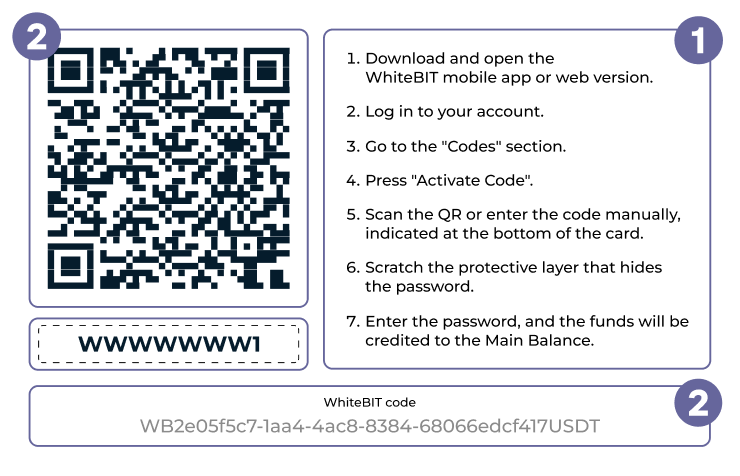 2
1
1. Download and open the
WhiteBIT mobile app or web version.
2. Log in to your account.
3. Go to the "Codes" section.
4. Press "Activate Code".
5. Scan the QR or enter the code manually,
indicated at the bottom of the card.
6. Scratch the protective layer that hides
the password.
7. Enter the password, and the funds will be
credited to the Main Balance.
WWWWWWW1
WhiteBIT code
WB2e05f5c7-1aa4-4ac8-8384-68066edcf417USDT
2